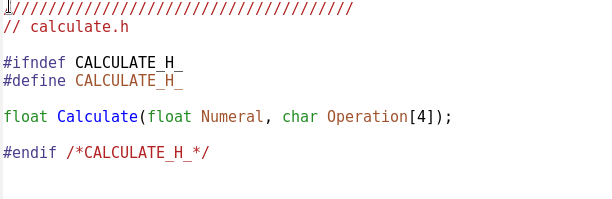 ///////////////////////////////////////
// calculate.h
#ifndef CALCULATE_H_
#define CALCULATE_H_
float Calculate(float Numeral, char Operation[4]);
#endif /*CALCULATE_H_*/